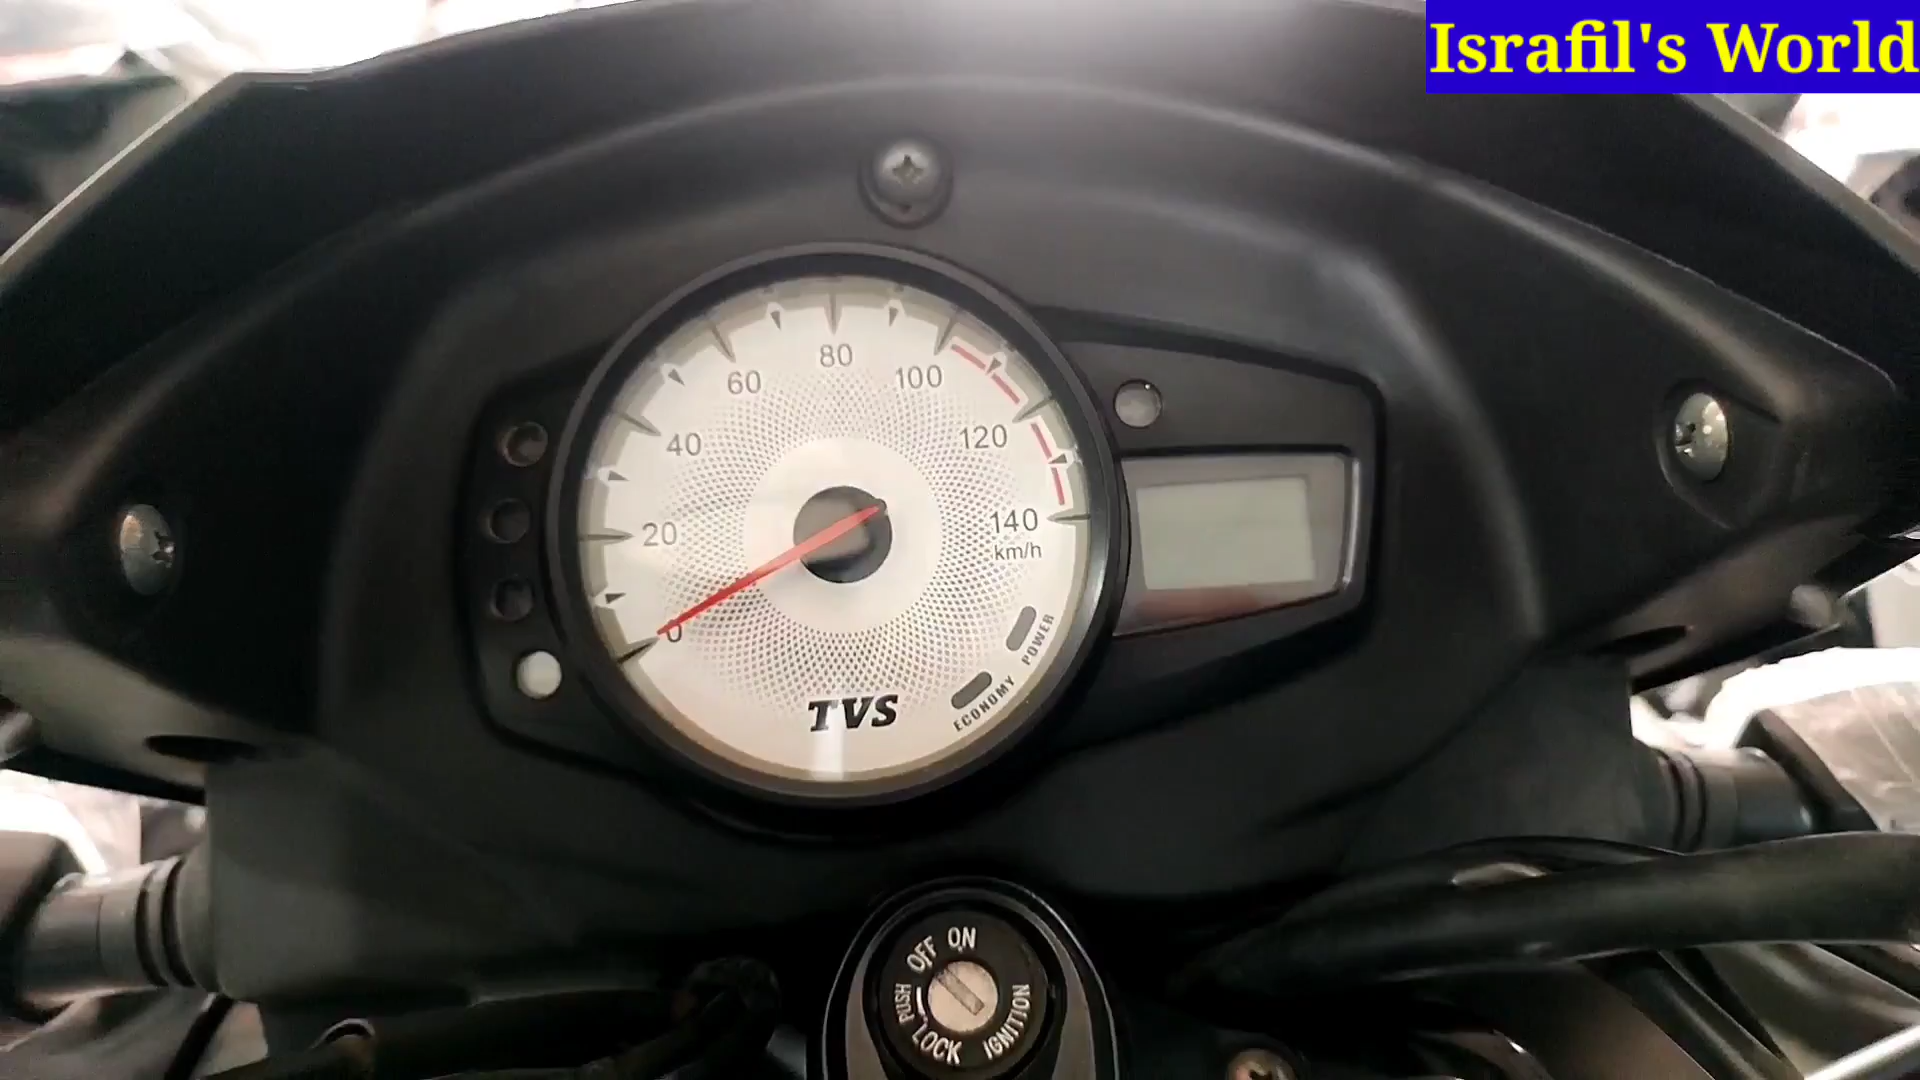 Israfil's World
80
60
100
40
120
20
140
km/h
0
POWER
ECONOMY
TVS
OFF ON
PUSH
LOCK
IGNITION